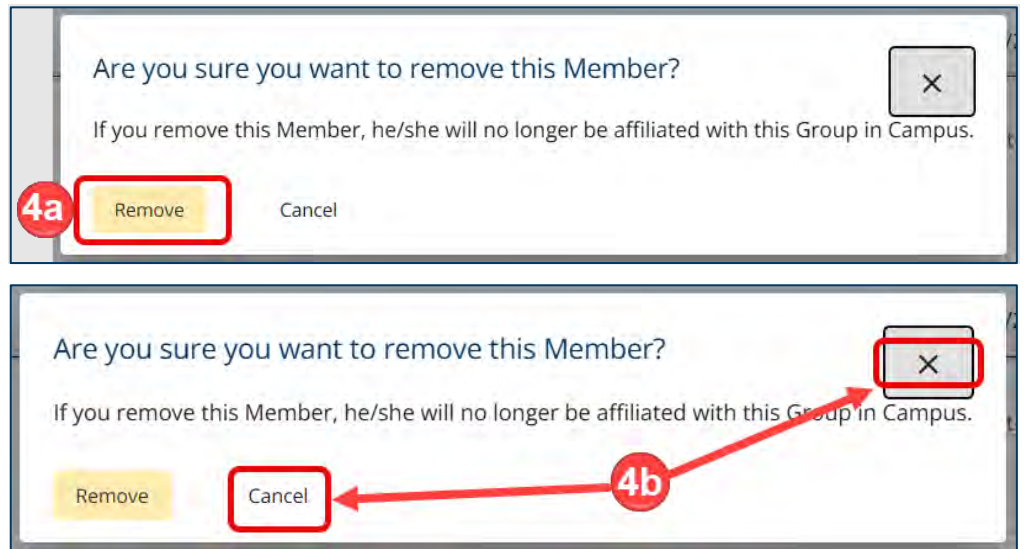 Are you sure you want to remove this Member?
×
If you remove this Member, he/she will no longer be affiliated with this Group in Campus.
4a
Remove
Cancel
Are you sure you want to remove this Member?
×
If you remove this Member, he/she will no longer be affiliated with this Group in Campus.
Remove
Cancel
4b